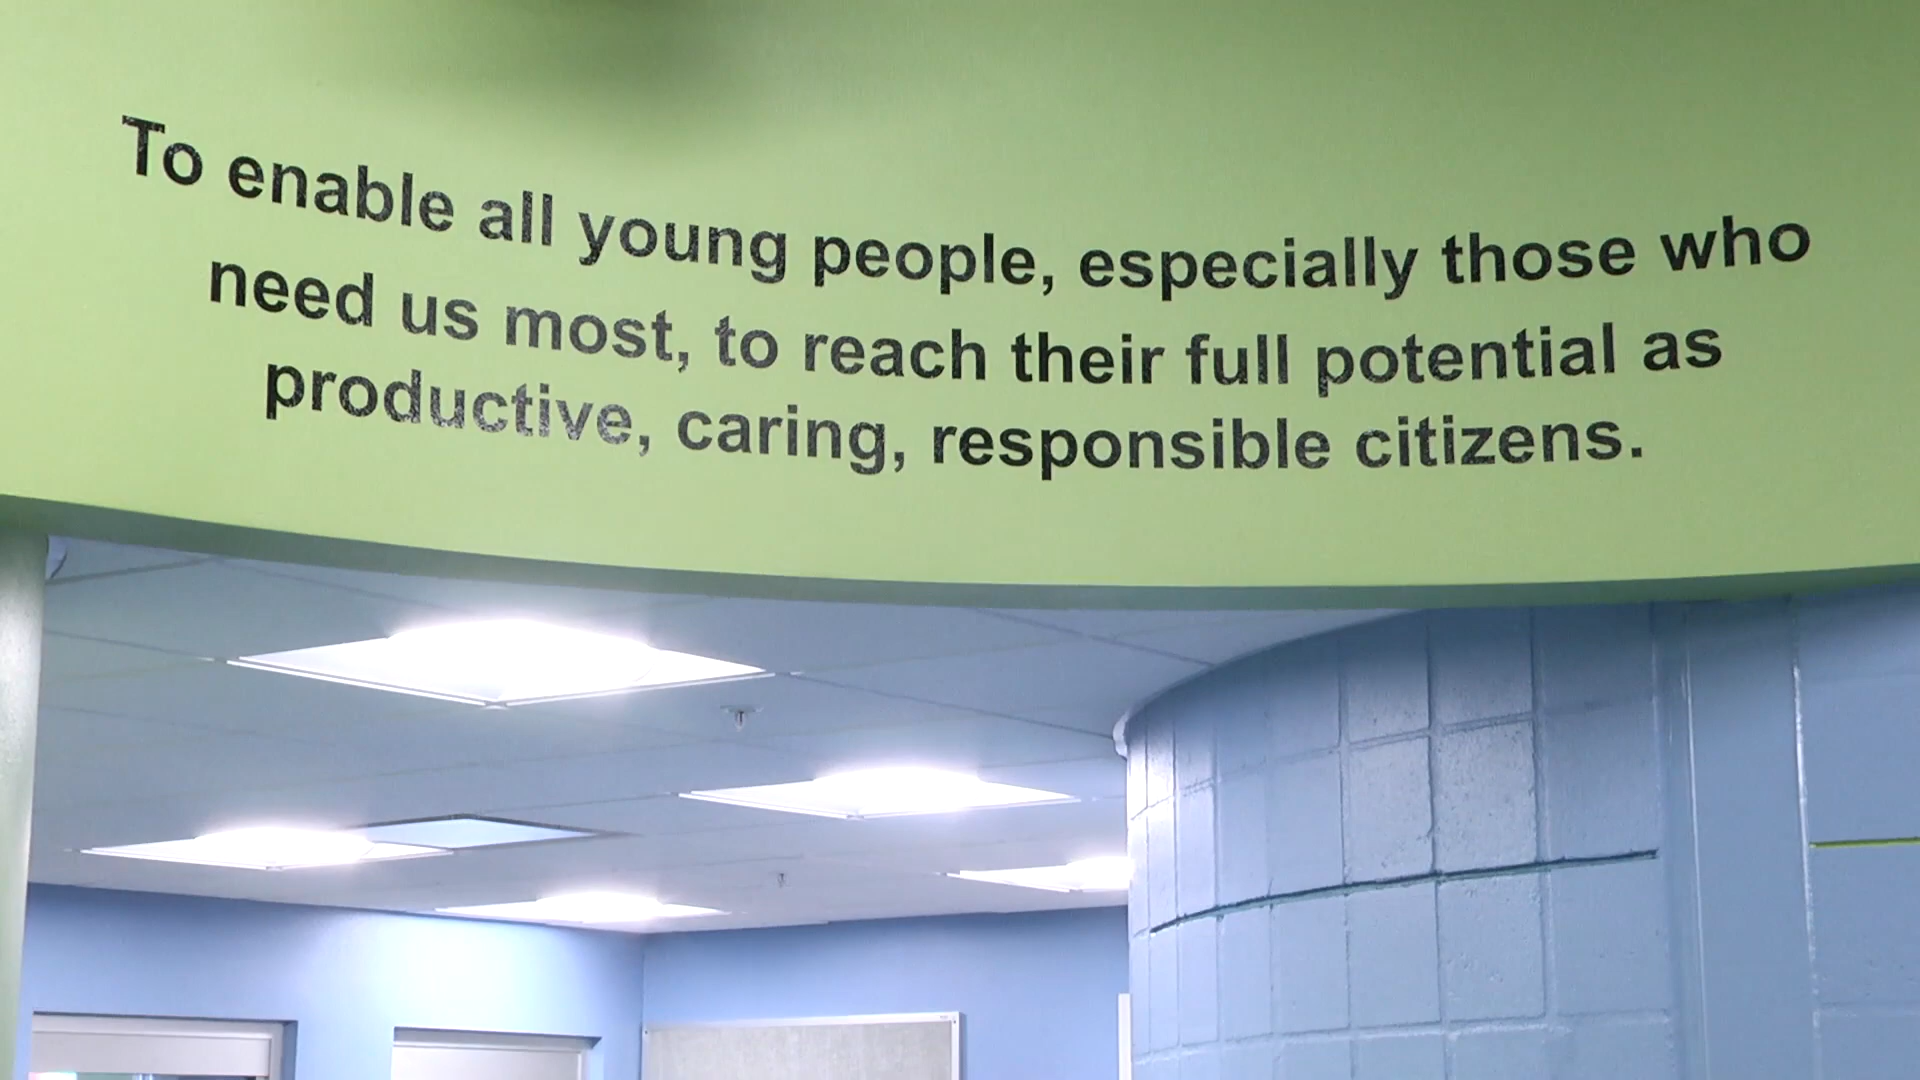 To enable all young people, especially those who
need us most, to reach their full potential as
productive, caring, responsible citizens.